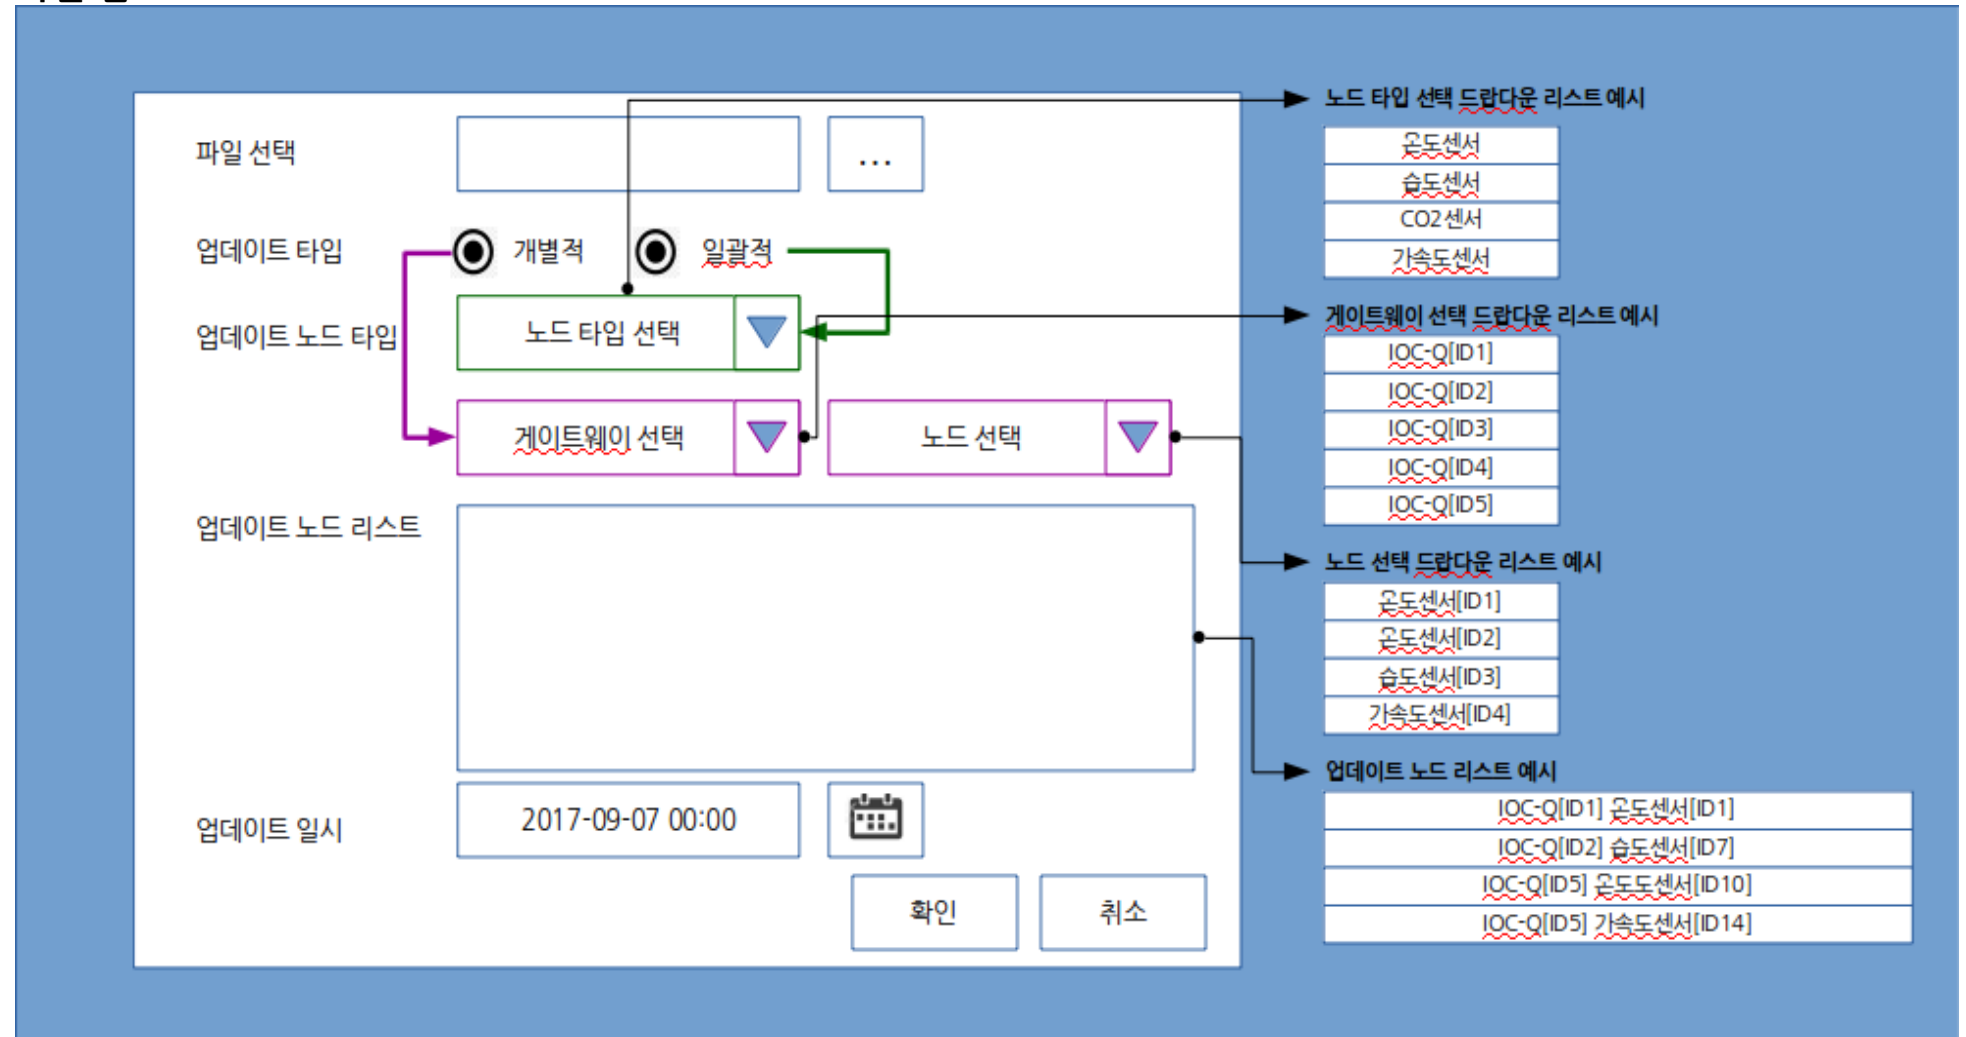 파일 선택
...
업데이트 타입
개별적
일괄적
업데이트 노드 타입
노드 타입 선택
게이트웨이 선택
노드 선택
업데이트 노드 리스트
업데이트 일시
2017-09-07 00:00
확인
취소
노드 타입 선택 드랍다운 리스트 예시
온도센서
습도센서
CO2센서
가속도센서
게이트웨이 선택 드랍다운 리스트 예시
IOC-Q[ID1]
IOC-Q[ID2]
IOC-Q[ID3]
IOC-Q[ID4]
IOC-Q[ID5]
노드 선택 드랍다운 리스트 예시
온도센서[ID1]
온도센서[ID2]
습도센서[ID3]
가속도센서[ID4]
업데이트 노드 리스트 예시
IOC-Q[ID1] 온도센서[ID1]
IOC-Q[ID2] 습도센서[ID7]
IOC-Q[ID5] 온도도센서[ID10]
IOC-Q[ID5] 가속도센서[ID14]